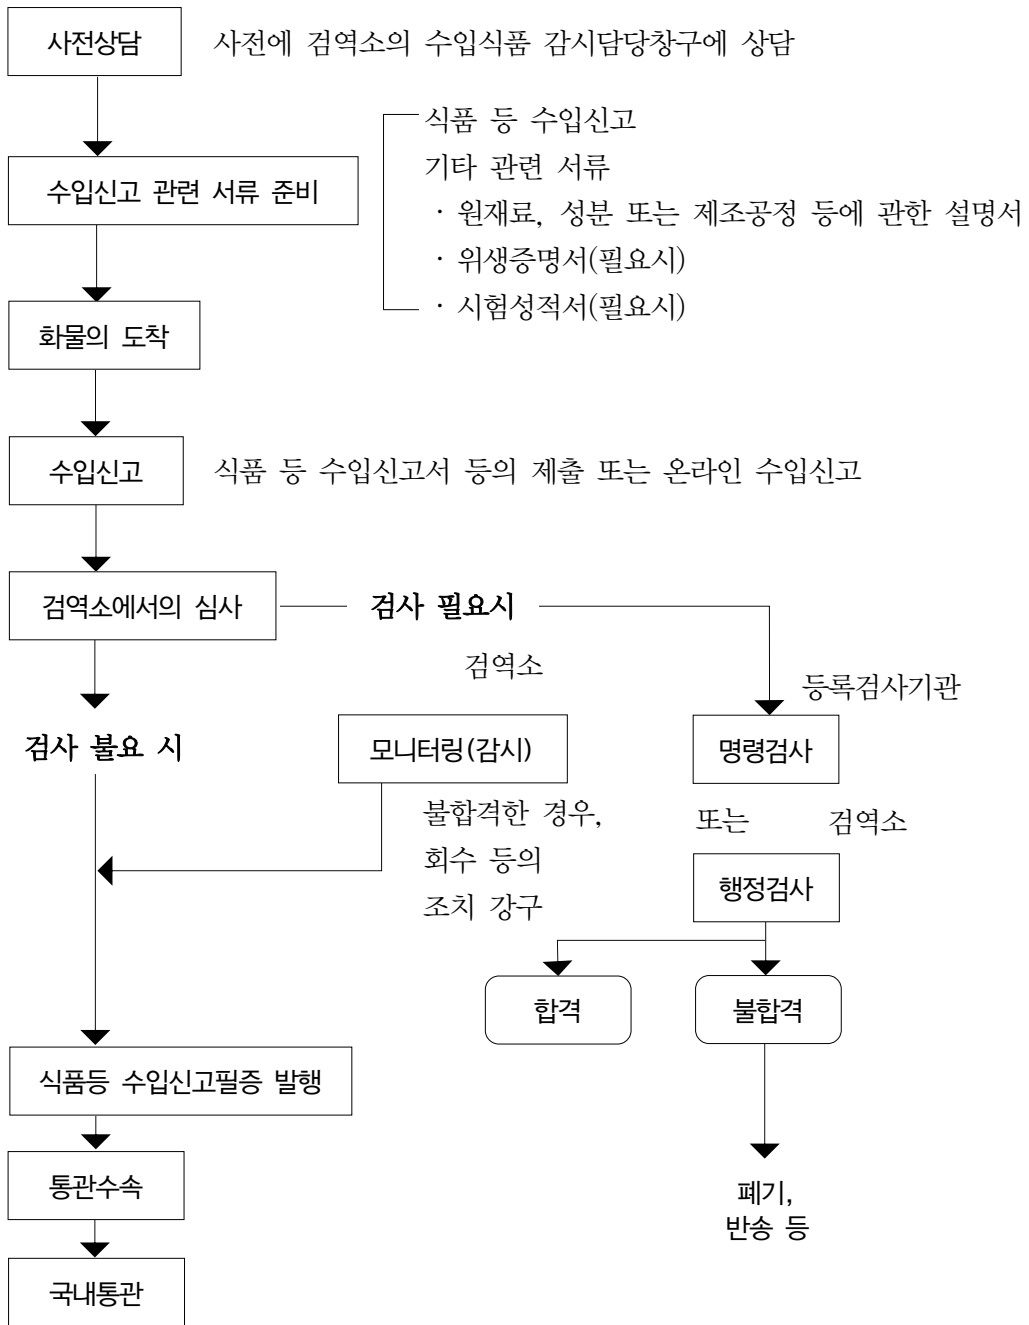 사전상담
사전에 검역소의 수입식품 감시담당창구에 상담
식품 등 수입신고
기타 관련 서류
수입신고 관련 서류 준비
· 원재료, 성분 또는 제조공정 등에 관한 설명서
· 위생증명서(필요시)
· 시험성적서(필요시)
화물의 도착
수입신고
식품 등 수입신고서 등의 제출 또는 온라인 수입신고
검역소에서의 심사
검사 필요시
검역소
등록검사기관
검사 불요 시
모니터링(감시)
명령검사
불합격한 경우,
회수 등의
조치 강구
또는
검역소
행정검사
합격
불합격
식품등 수입신고필증 발행
통관수속
폐기,
반송 등
국내통관